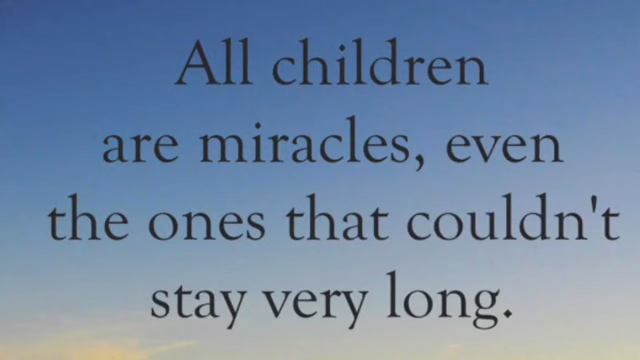 All children
are miracles, even
the ones that couldn't
stay very long.